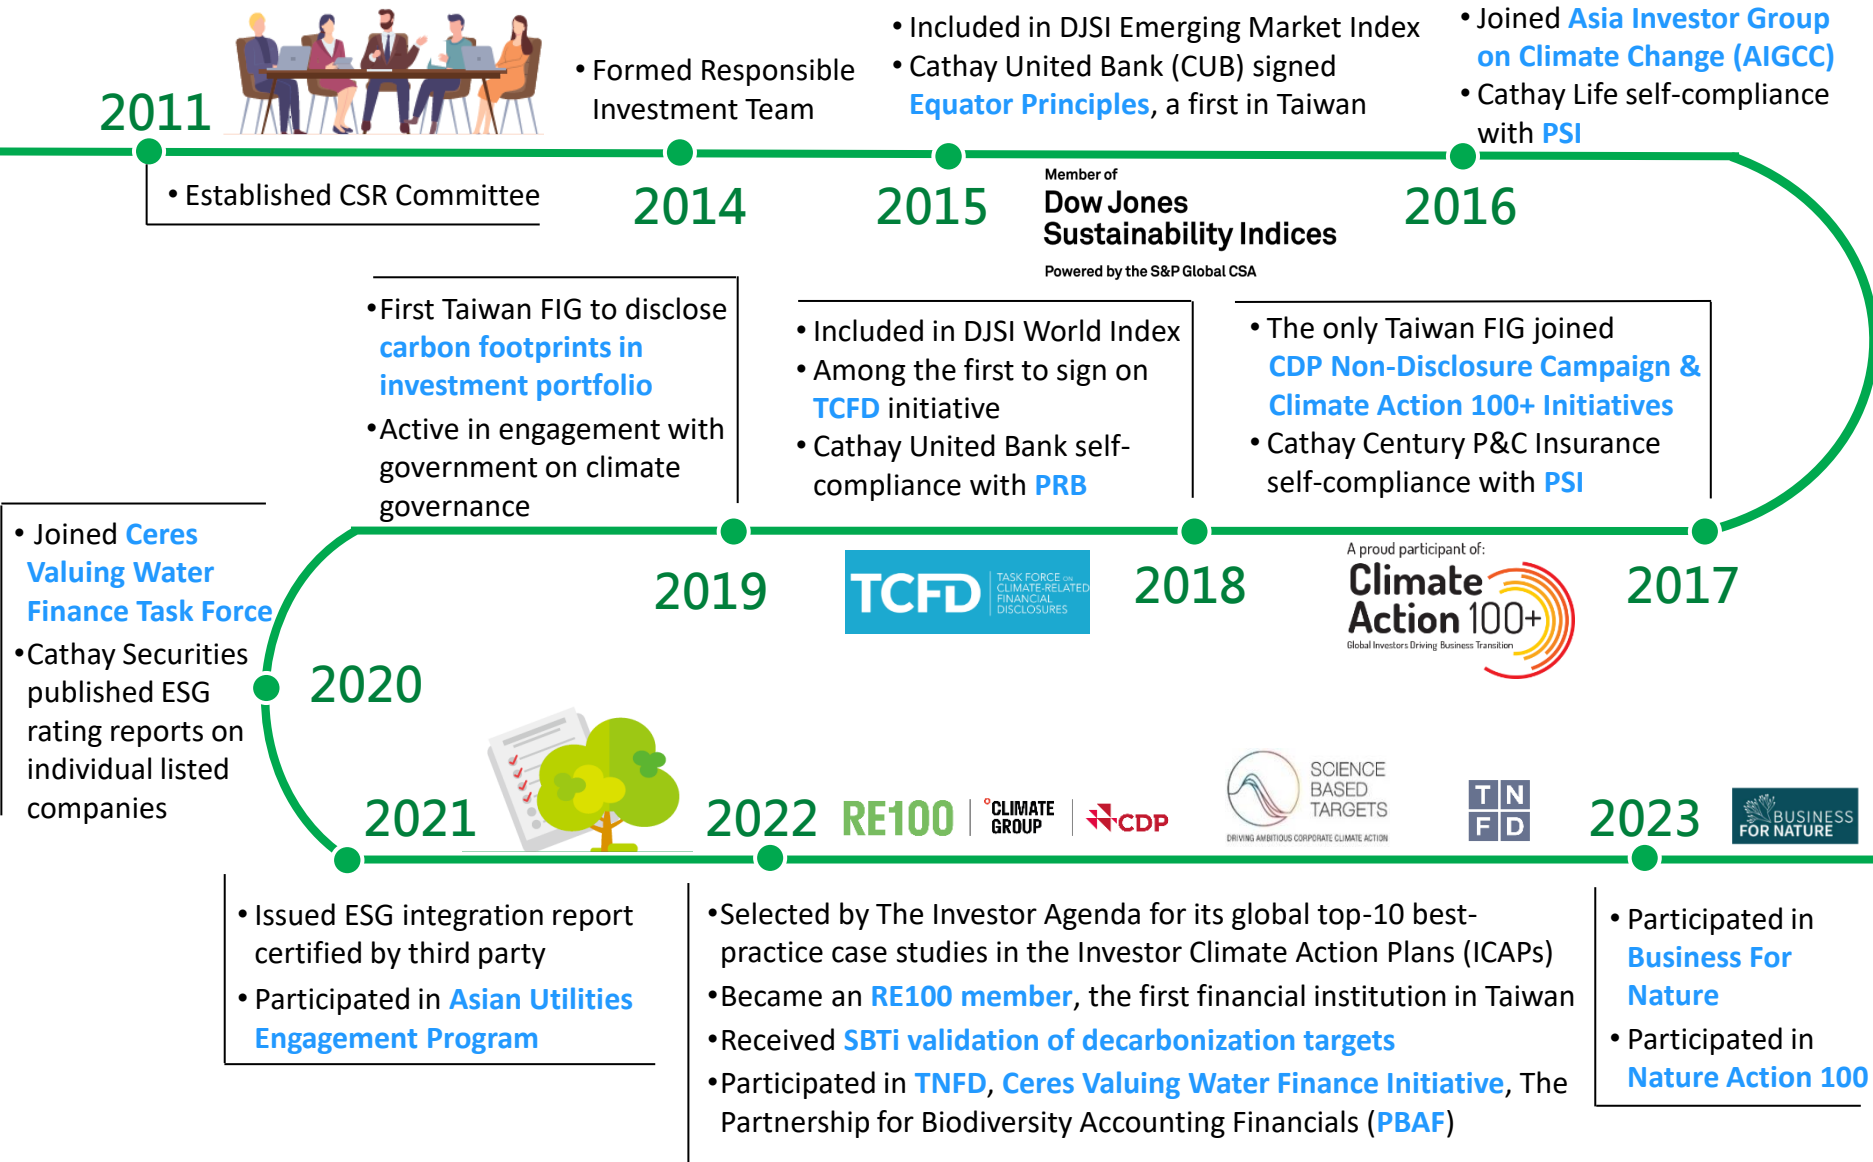 2011
• Established CSR Committee
• Formed Responsible
Investment Team
2014
• Included in DJSI Emerging Market Index
• Cathay United Bank (CUB) signed
Equator Principles, a first in Taiwan
2015
Member of
Dow Jones
Sustainability Indices
Powered by the S&P Global CSA
• Joined Asia Investor Group
on Climate Change (AIGCC)
• Cathay Life self-compliance
with PSI
2016
• The only Taiwan FIG joined
CDP Non-Disclosure Campaign &
Climate Action 100+ Initiatives
• Cathay Century P&C Insurance
self-compliance with PSI
2017
A proud participant of:
Climate
Action 100+
Global Investors Driving Business Transition
• Included in DJSI World Index
• Among the first to sign on
TCFD initiative
• Cathay United Bank self-
compliance with PRB
2018
TCFD
TASK FORCE ON
CLIMATE-RELATED
FINANCIAL
DISCLOSURES
• First Taiwan FIG to disclose
carbon footprints in
investment portfolio
• Active in engagement with
government on climate
governance
2019
• Joined Ceres
Valuing Water
Finance Task Force
• Cathay Securities
published ESG
rating reports on
individual listed
companies
2020
2021
• Issued ESG integration report
certified by third party
• Participated in Asian Utilities
Engagement Program
2022
RE100
°CLIMATE
GROUP
CDP
SCIENCE
BASED
TARGETS
DRIVING AMBITIOUS CORPORATE CLIMATE ACTION
T N
F D
• Selected by The Investor Agenda for its global top-10 best-
practice case studies in the Investor Climate Action Plans (ICAPs)
• Became an RE100 member, the first financial institution in Taiwan
• Received SBTi validation of decarbonization targets
• Participated in TNFD, Ceres Valuing Water Finance Initiative, The
Partnership for Biodiversity Accounting Financials (PBAF)
2023
BUSINESS
FOR NATURE
• Participated in
Business For
Nature
• Participated in
Nature Action 100